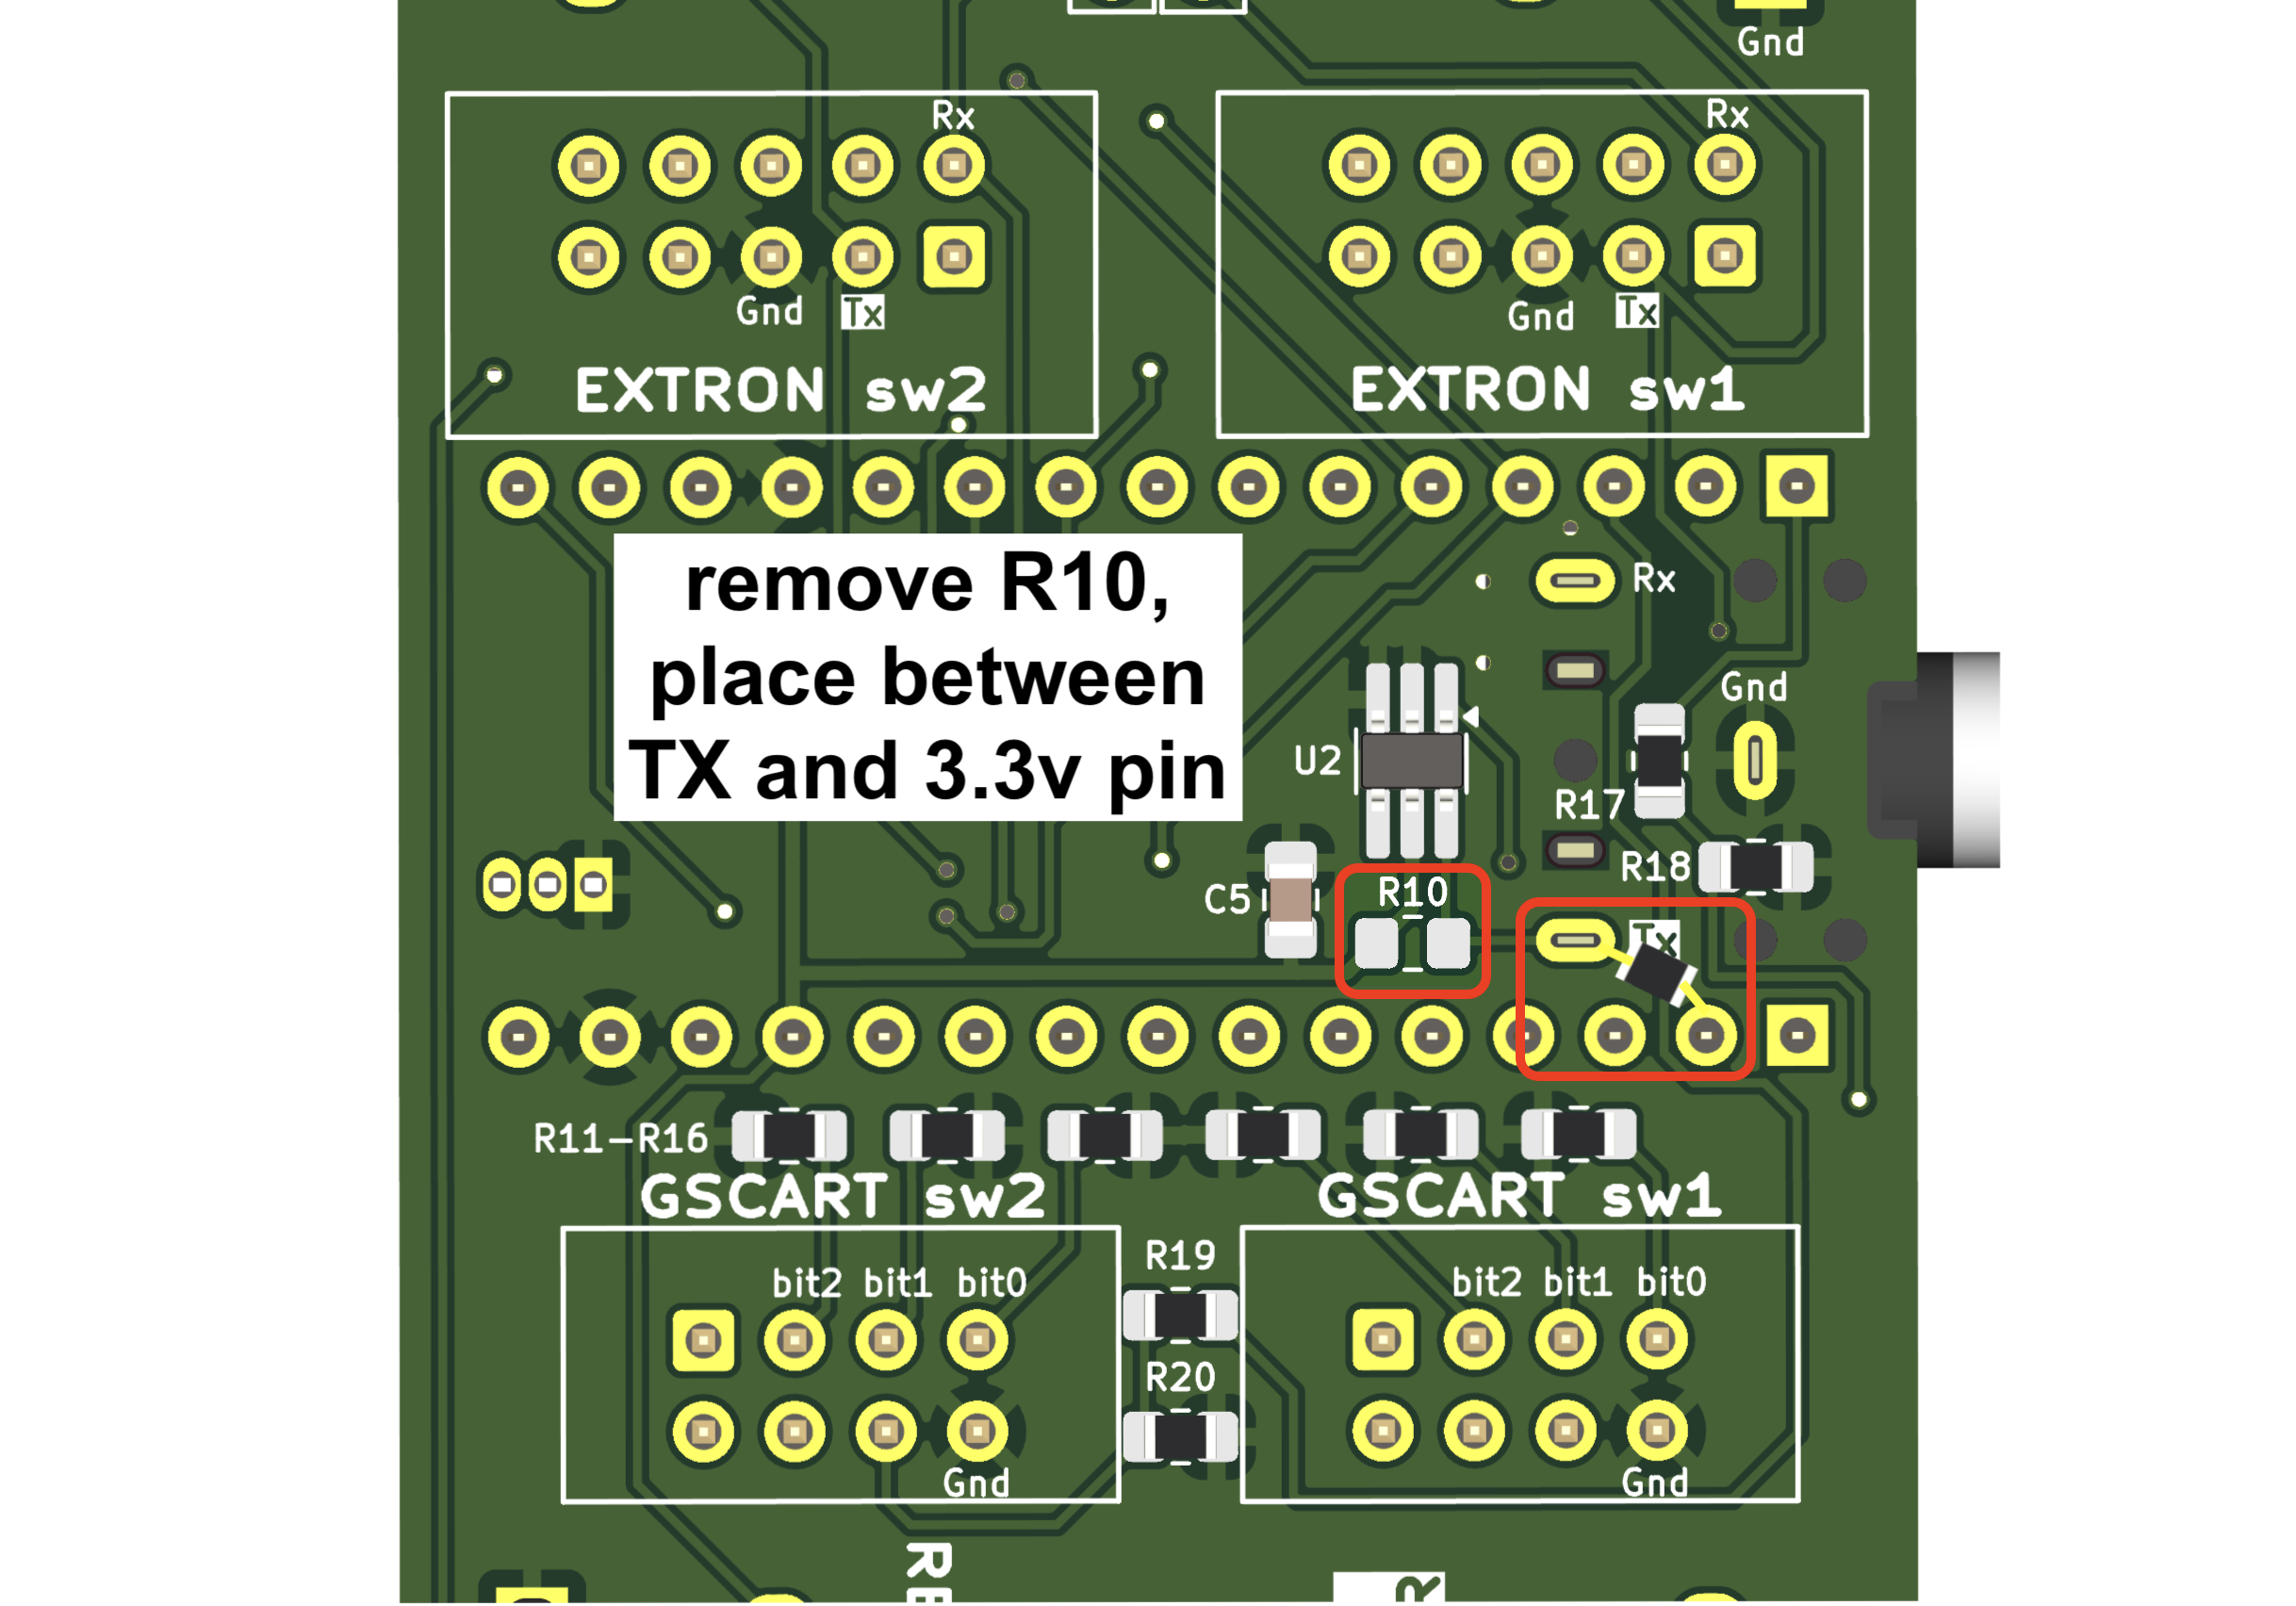 Gnd
Rx
Rx
Gnd
Tx
Gnd
Tx
EXTRON sw2
EXTRON sw1
remove R10,
place between
TX and 3.3v pin
Rx
Gnd
U2
R17
R18
C5
R10
Tx
R11-R16
GSCART sw2
GSCART sw1
R19
bit2 bit1 bit0
bit2 bit1 bit0
R20
Gnd
Gnd